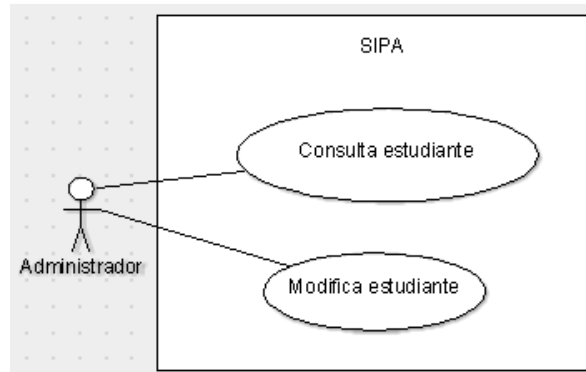 SIPA
Consulta estudiante
Administrador
Modifica estudiante